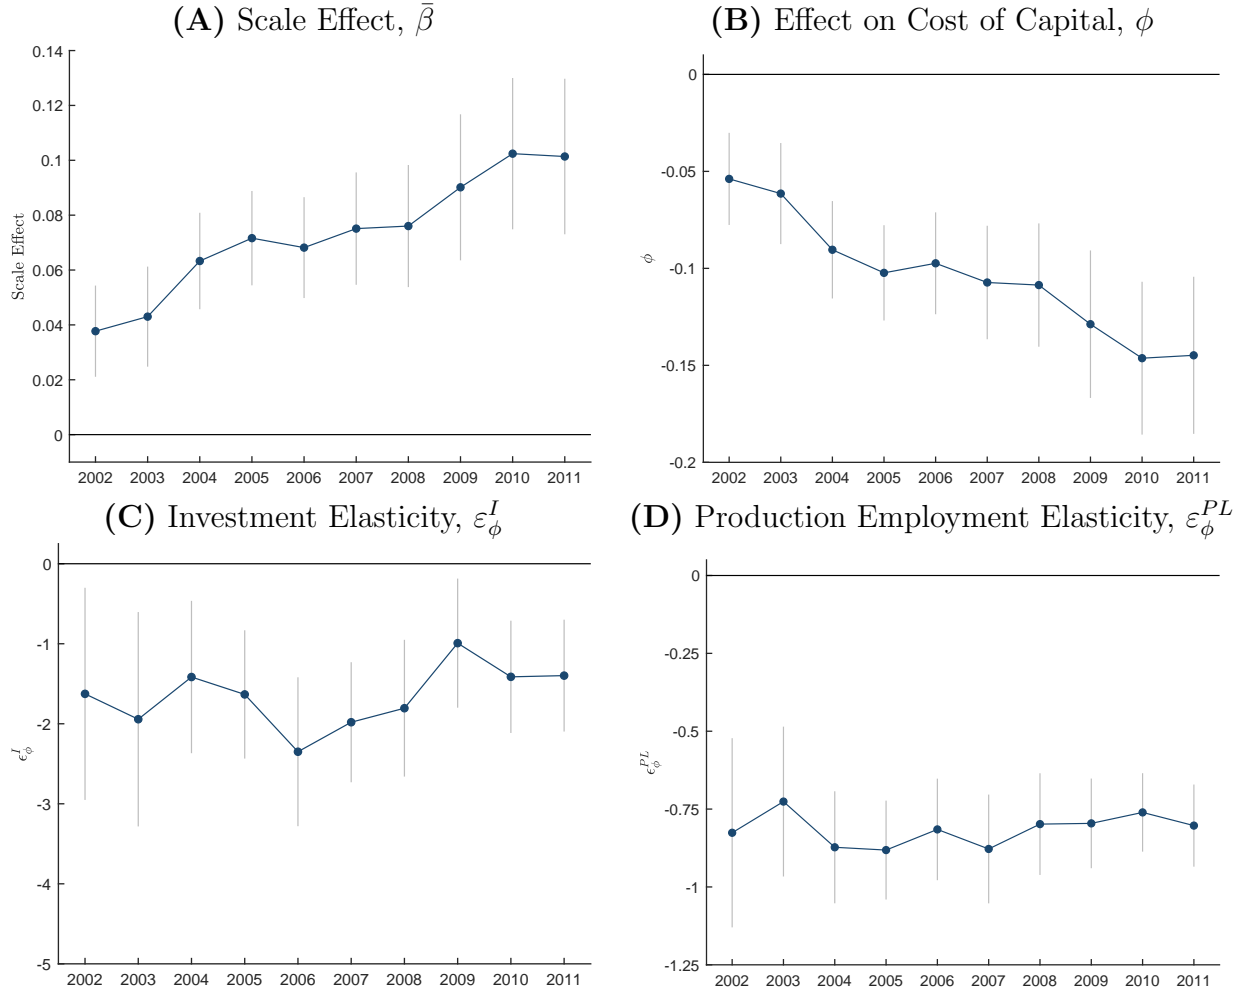 (A) Scale Effect, β̄
0.14
0.12
0.1
0.08
0.06
0.04
0.02
0
Scale Effect
2002 2003 2004 2005 2006 2007 2008 2009 2010 2011
(B) Effect on Cost of Capital, ϕ
0
-0.05
-0.1
-0.15
-0.2
ϕ
2002 2003 2004 2005 2006 2007 2008 2009 2010 2011
(C) Investment Elasticity, ε^I_ϕ
0
-1
-2
-3
-4
-5
ϵ^I_ϕ
2002 2003 2004 2005 2006 2007 2008 2009 2010 2011
(D) Production Employment Elasticity, ε^PL_ϕ
0
-0.25
-0.5
-0.75
-1
-1.25
ϵ^PL_ϕ
2002 2003 2004 2005 2006 2007 2008 2009 2010 2011